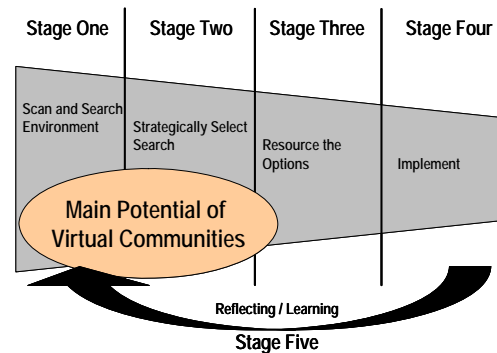 Stage One
Stage Two
Stage Three
Stage Four
Scan and Search
Environment
Strategically Select
Search
Resource the
Options
Implement
Main Potential of
Virtual Communities
Reflecting / Learning
Stage Five